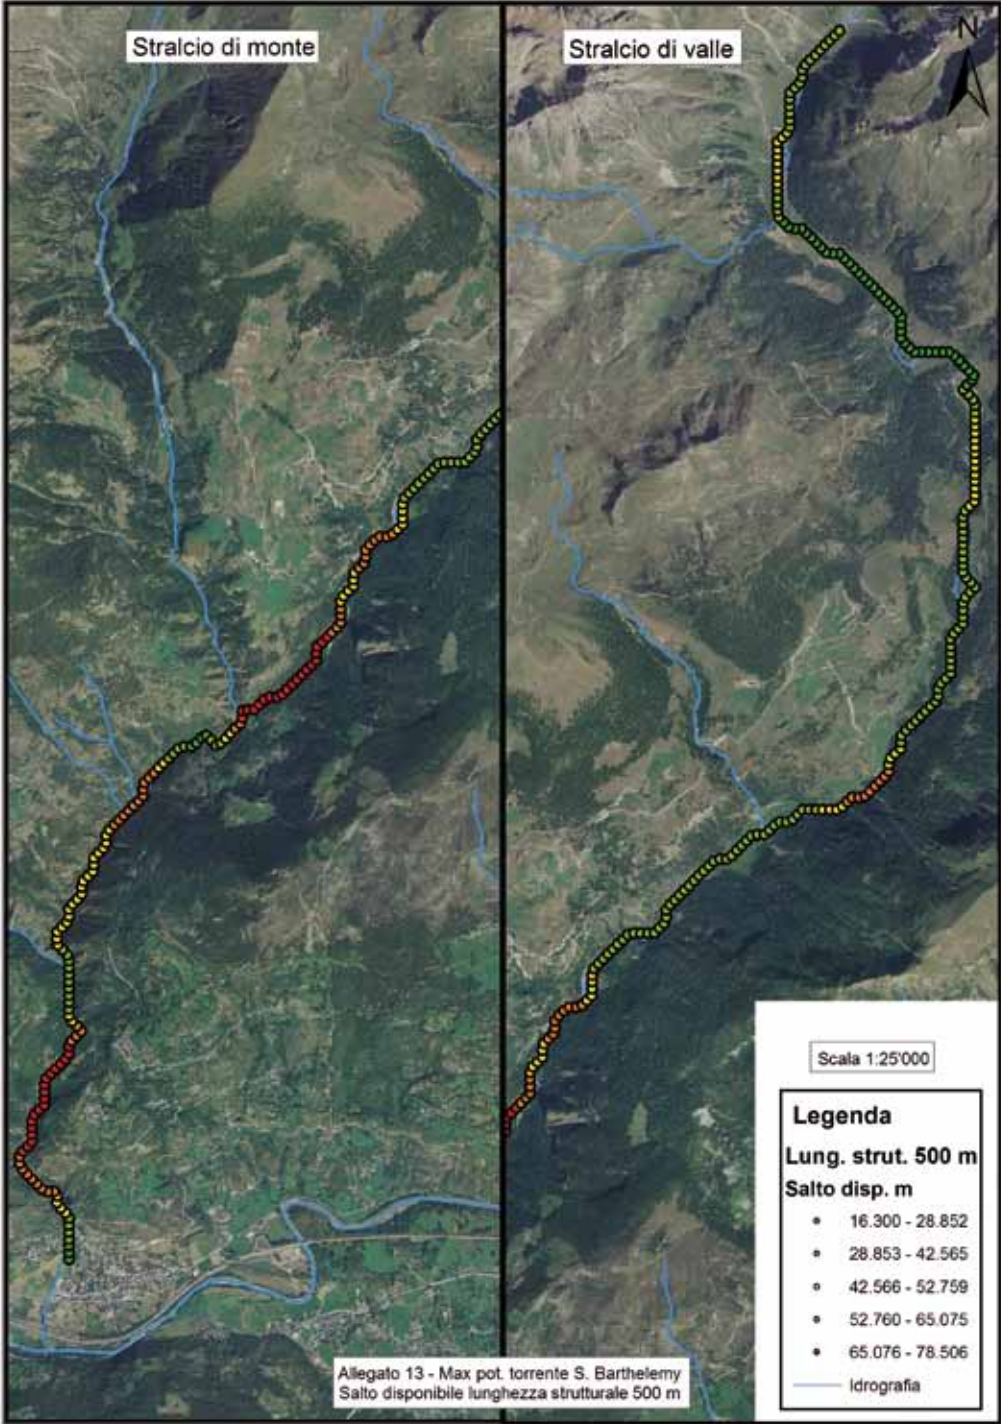 Stralcio di monte
Stralcio di valle
N
Scala 1:25'000
Legenda
Lung. strut. 500 m
Salto disp. m
16.300 - 28.852
28.853 - 42.565
42.566 - 52.759
52.760 - 65.075
65.076 - 78.506
Idrografia
Allegato 13 - Max pot. torrente S. Barthelemy
Salto disponibile lunghezza strutturale 500 m